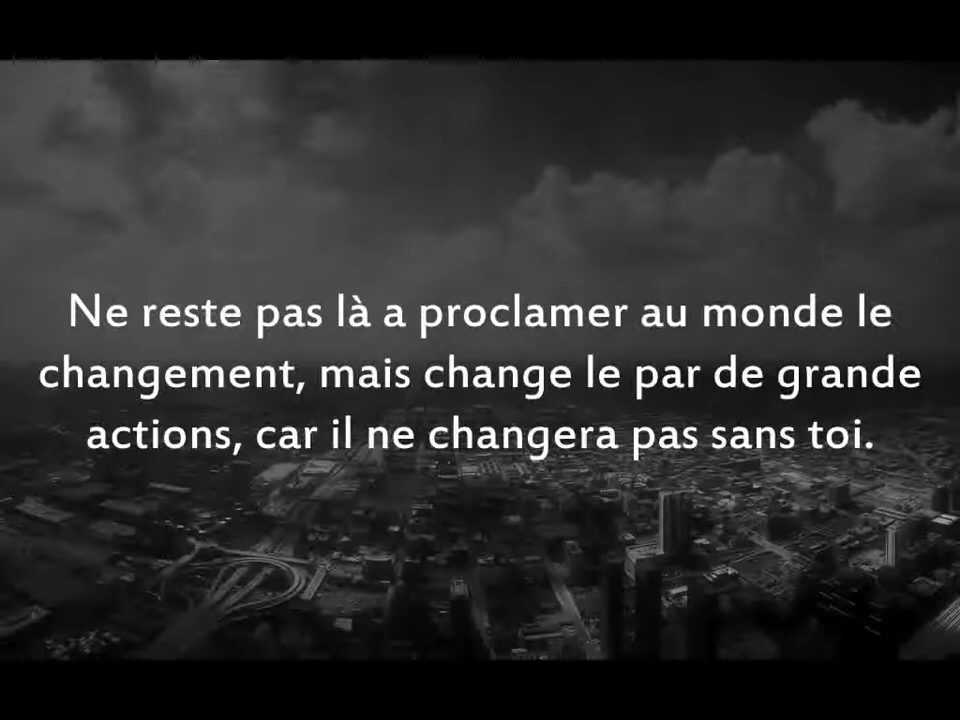 Ne reste pas là a proclamer au monde le
changement, mais change le par de grande
actions, car il ne changera pas sans toi.